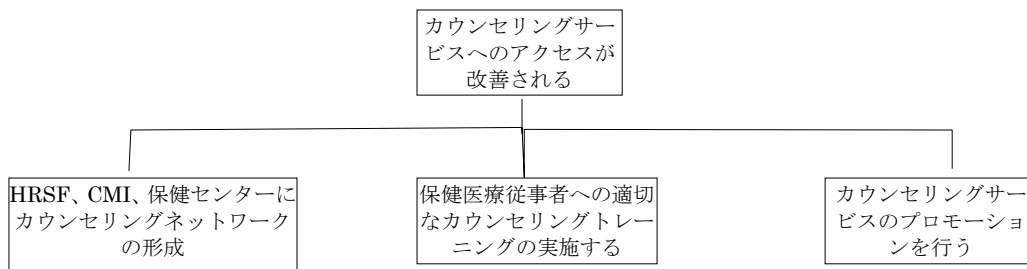 カウンセリングサー
ビスへのアクセスが
改善される
HRSF、CMI、保健センターに
カウンセリングネットワーク
の形成
保健医療従事者への適切
なカウンセリングトレー
ニングの実施する
カウンセリングサー
ビスのプロモーショ
ンを行う